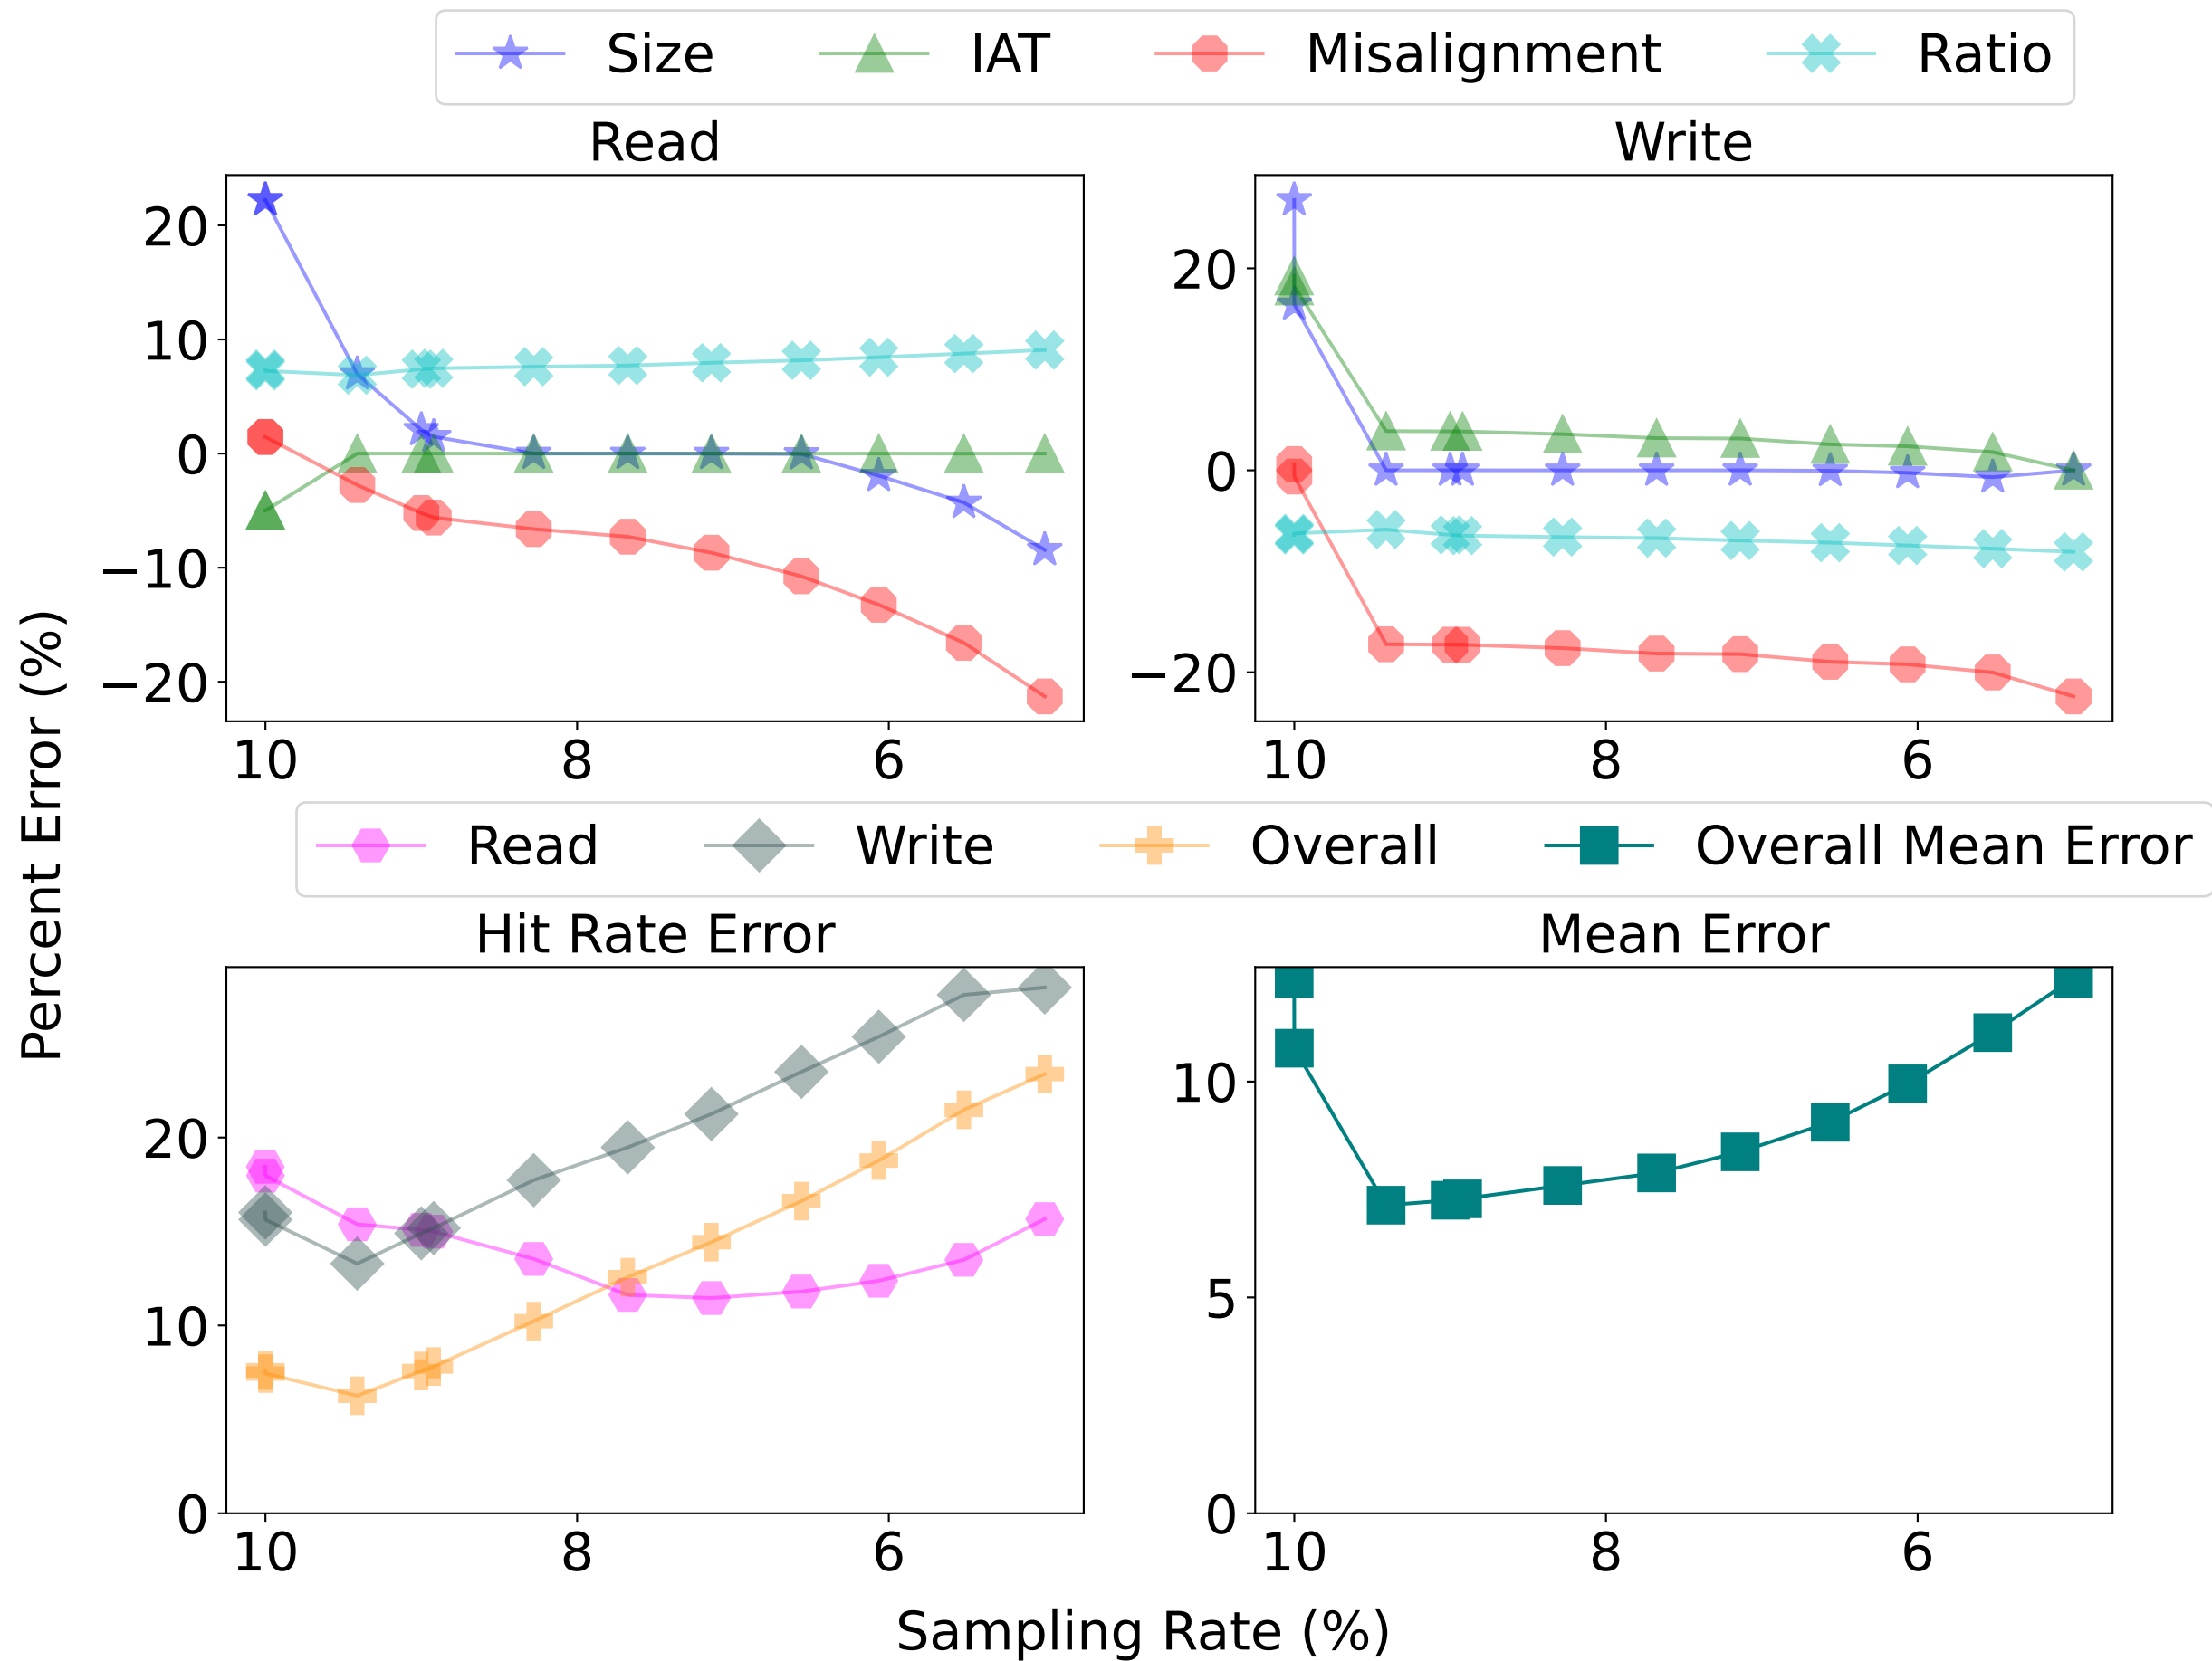 Size IAT Misalignment Ratio
Read Write
20
10
0
−10
−20
10 8 6
20
0
−20
10 8 6
Percent Error (%)
Read Write Overall Overall Mean Error
Hit Rate Error Mean Error
20
10
0
10 8 6
10
5
0
10 8 6
Sampling Rate (%)